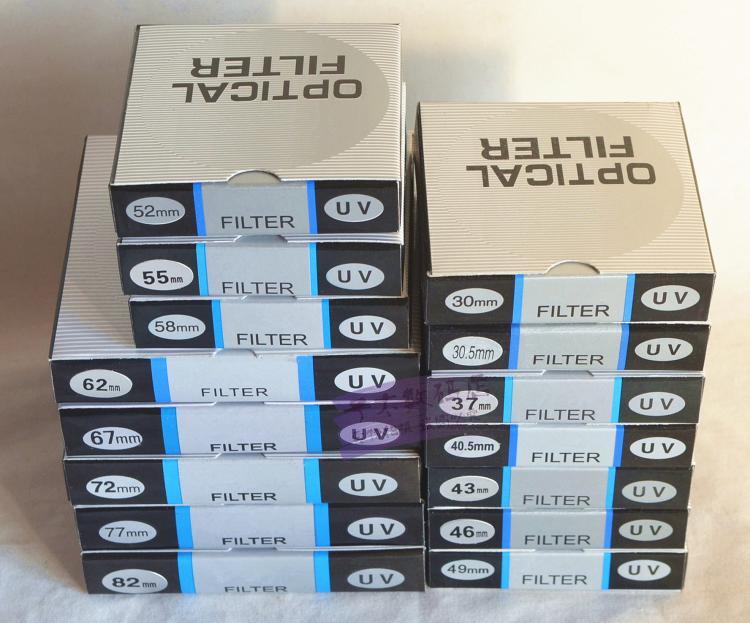 OPTICAL
FILTER
52mm FILTER UV
55mm FILTER UV
58mm FILTER UV
62mm FILTER UV
67mm FILTER UV
72mm FILTER UV
77mm FILTER UV
82mm FILTER UV
OPTICAL
FILTER
30mm FILTER UV
30.5mm FILTER UV
37mm FILTER UV
40.5mm FILTER UV
43mm FILTER UV
46mm FILTER UV
49mm FILTER UV